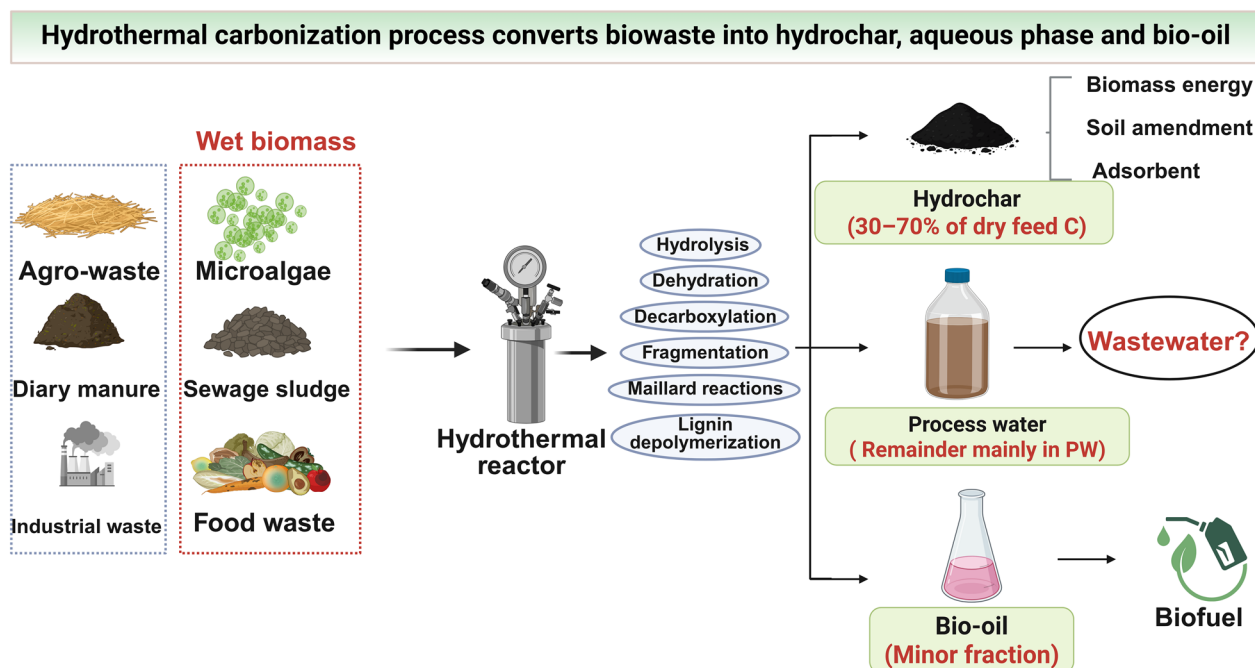 Hydrothermal carbonization process converts biowaste into hydrochar, aqueous phase and bio-oil
Wet biomass
Agro-waste
Microalgae
Diary manure
Sewage sludge
Industrial waste
Food waste
Hydrothermal
reactor
Hydrolysis
Dehydration
Decarboxylation
Fragmentation
Maillard reactions
Lignin
depolymerization
Biomass energy
Soil amendment
Adsorbent
Hydrochar
(30–70% of dry feed C)
Wastewater?
Process water
( Remainder mainly in PW)
Bio-oil
(Minor fraction)
Biofuel